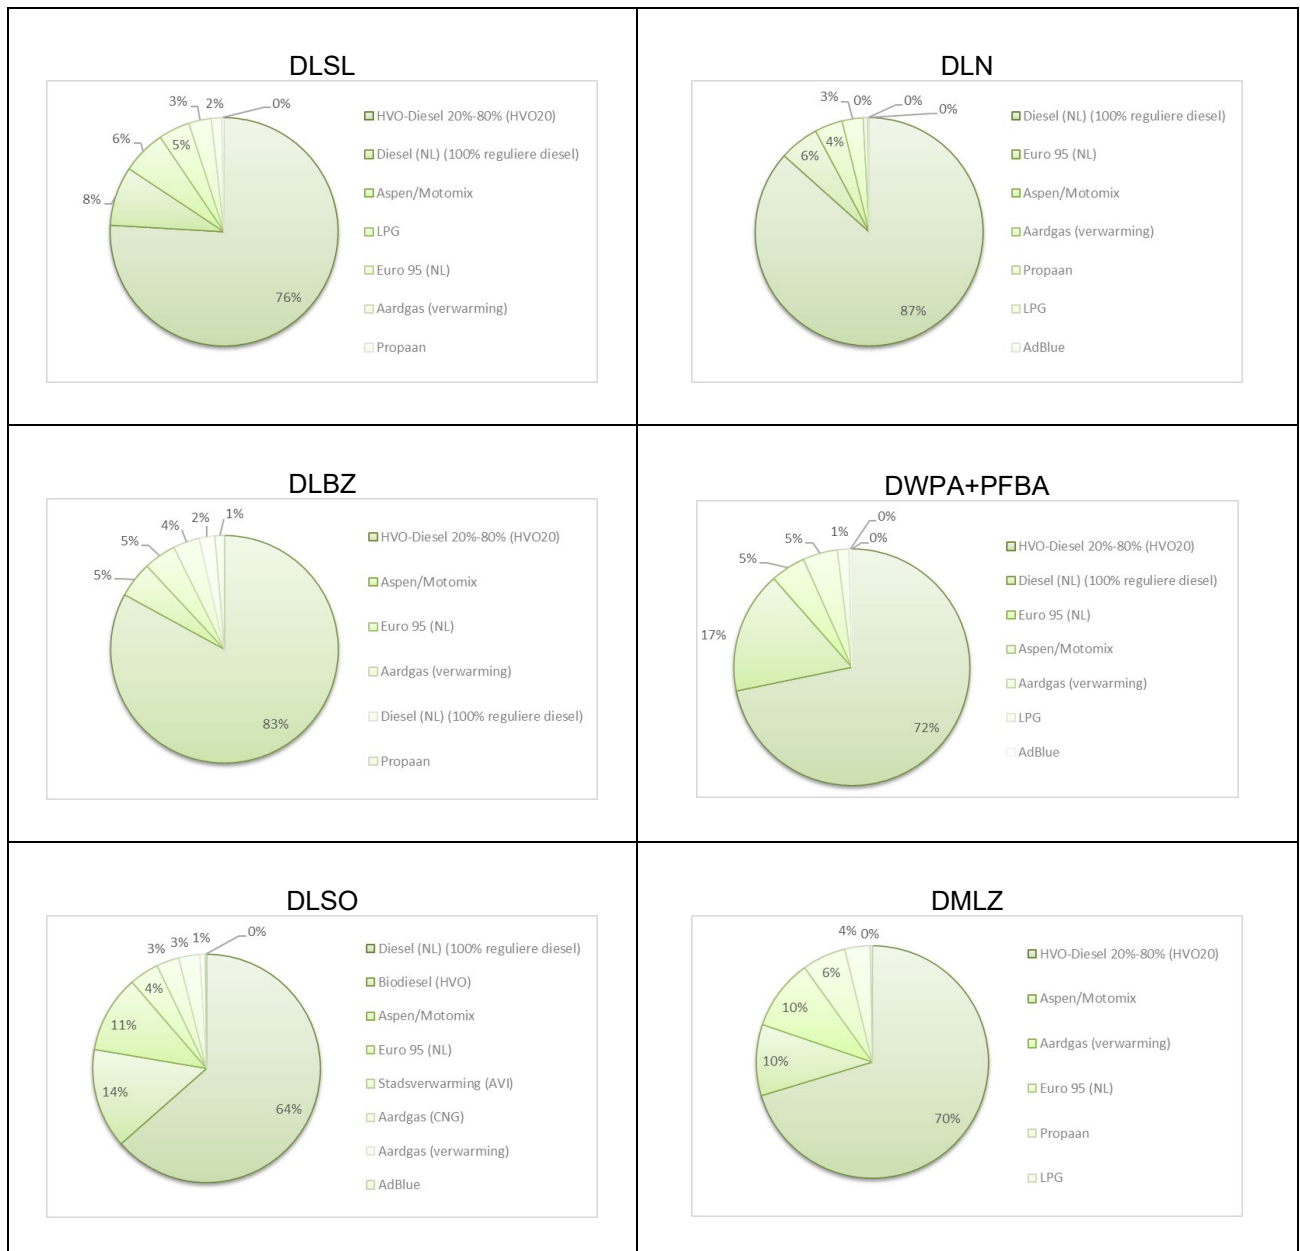 DLSL
3%
2%
0%
6%
5%
8%
76%
HVO-Diesel 20%-80% (HVO20)
Diesel (NL) (100% reguliere diesel)
Aspen/Motomix
LPG
Euro 95 (NL)
Aardgas (verwarming)
Propaan
DLN
3%
0%
0%
0%
4%
6%
87%
Diesel (NL) (100% reguliere diesel)
Euro 95 (NL)
Aspen/Motomix
Aardgas (verwarming)
Propaan
LPG
AdBlue
DLBZ
5%
5%
4%
2%
1%
83%
HVO-Diesel 20%-80% (HVO20)
Aspen/Motomix
Euro 95 (NL)
Aardgas (verwarming)
Diesel (NL) (100% reguliere diesel)
Propaan
DWPA+PFBA
17%
5%
5%
1%
0%
0%
72%
HVO-Diesel 20%-80% (HVO20)
Diesel (NL) (100% reguliere diesel)
Euro 95 (NL)
Aspen/Motomix
Aardgas (verwarming)
LPG
AdBlue
DLSO
3%
3%
1%
0%
4%
11%
14%
64%
Diesel (NL) (100% reguliere diesel)
Biodiesel (HVO)
Aspen/Motomix
Euro 95 (NL)
Stadsverwarming (AVI)
Aardgas (CNG)
Aardgas (verwarming)
AdBlue
DMLZ
4%
0%
6%
10%
10%
70%
HVO-Diesel 20%-80% (HVO20)
Aspen/Motomix
Aardgas (verwarming)
Euro 95 (NL)
Propaan
LPG